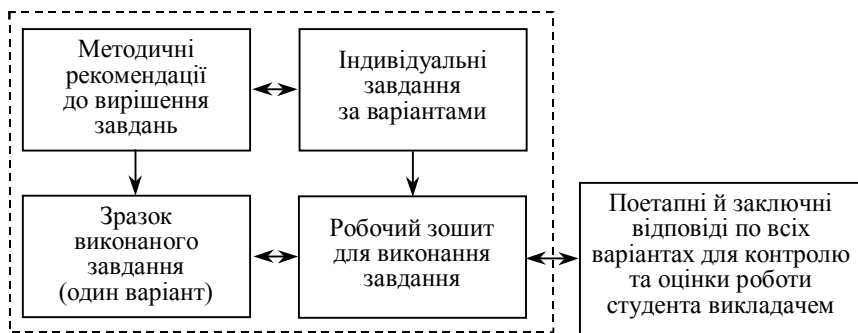 Методичні
рекомендації
до вирішення
завдань
Індивідуальні
завдання
за варіантами
Зразок
виконаного
завдання
(один варіант)
Робочий зошит
для виконання
завдання
Поетапні й заключні
відповіді по всіх
варіантах для контролю
та оцінки роботи
студента викладачем